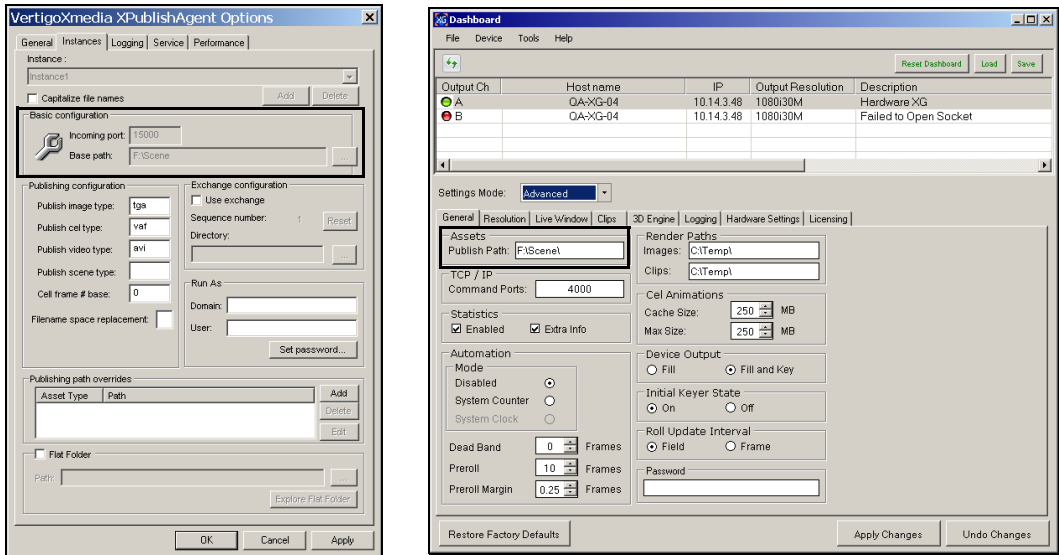 VertigoXmedia XPublishAgent Options
General Instances Logging Service Performance
Instance :
Instance1
Capitalize file names
Add Delete
Basic configuration
Incoming port: 15000
Base path: F:\Scene ...
Publishing configuration
Publish image type: tga
Publish cel type: vaf
Publish video type: avi
Publish scene type:
Cell frame # base: 0
Filename space replacement:
Exchange configuration
Use exchange
Sequence number: 1 Reset
Directory:
...
Run As
Domain:
User:
Set password...
Publishing path overrides
Asset Type Path
Add
Delete
Edit
Flat Folder
Path: ...
Explore Flat Folder
OK Cancel Apply
XG Dashboard
File Device Tools Help
Reset Dashboard Load Save
Output Ch Host name IP Output Resolution Description
A QA-XG-04 10.14.3.48 1080i30M Hardware XG
B QA-XG-04 10.14.3.48 1080i30M Failed to Open Socket
Settings Mode: Advanced
General Resolution Live Window Clips 3D Engine Logging Hardware Settings Licensing
Assets
Publish Path: F:\Scene\
TCP / IP
Command Ports: 4000
Statistics
Enabled Extra Info
Automation
Mode
Disabled
System Counter
System Clock
Dead Band 0 Frames
Preroll 10 Frames
Preroll Margin 0.25 Frames
Render Paths
Images: C:\Temp\
Clips: C:\Temp\
Cel Animations
Cache Size: 250 MB
Max Size: 250 MB
Device Output
Fill Fill and Key
Initial Keyer State
On Off
Roll Update Interval
Field Frame
Password
Restore Factory Defaults Apply Changes Undo Changes